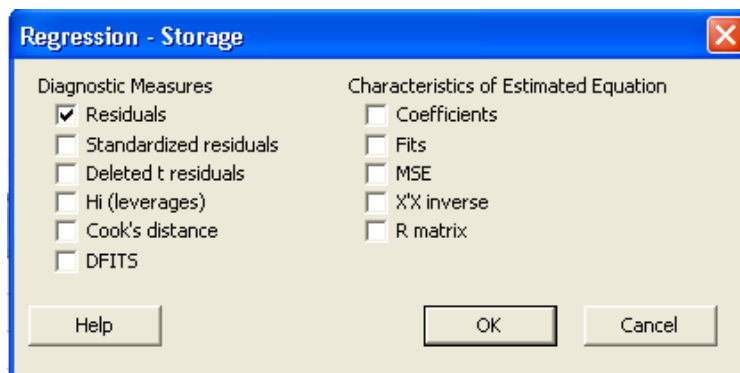 Regression - Storage
Diagnostic Measures
Residuals
Standardized residuals
Deleted t residuals
Hi (leverages)
Cook's distance
DFITS
Characteristics of Estimated Equation
Coefficients
Fits
MSE
X'X inverse
R matrix
Help
OK
Cancel